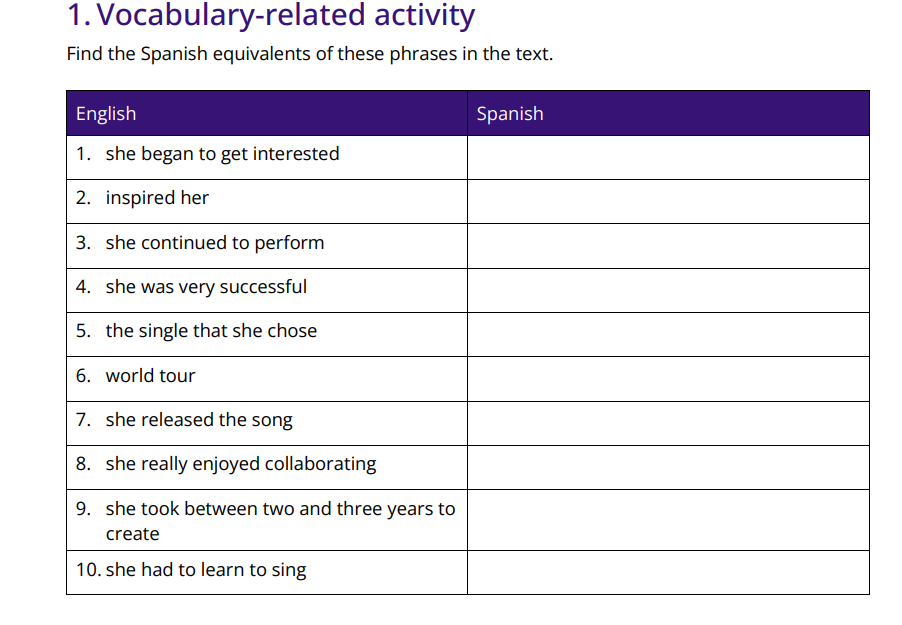 1. Vocabulary-related activity
Find the Spanish equivalents of these phrases in the text.
English Spanish
1. she began to get interested
2. inspired her
3. she continued to perform
4. she was very successful
5. the single that she chose
6. world tour
7. she released the song
8. she really enjoyed collaborating
9. she took between two and three years to
create
10. she had to learn to sing